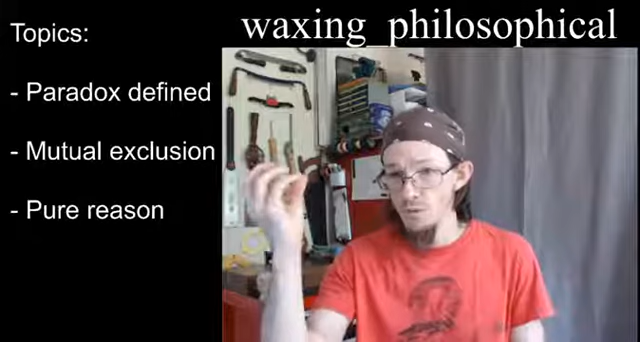 waxing_philosophical
Topics:
- Paradox defined
- Mutual exclusion
- Pure reason